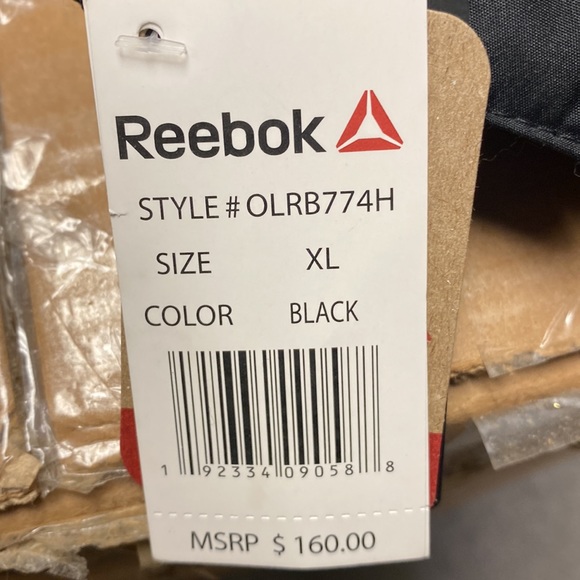 Reebok
STYLE # OLRB774H
SIZE XL
COLOR BLACK
1 92334 09058 8
MSRP $ 160.00